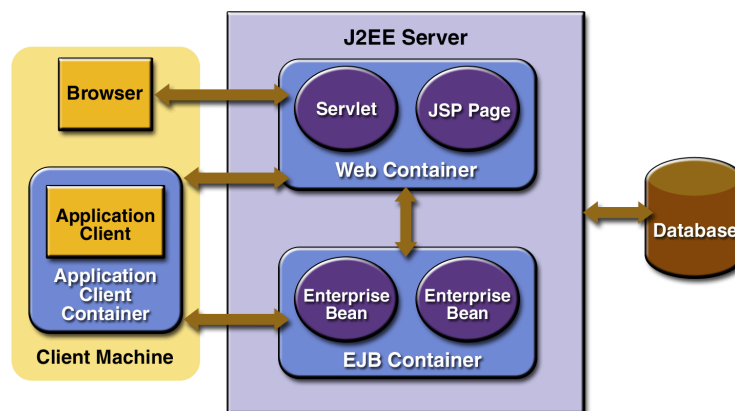 J2EE Server
Browser
Servlet
JSP Page
Web Container
Application
Client
Application
Client
Container
Client Machine
Enterprise
Bean
Enterprise
Bean
EJB Container
Database